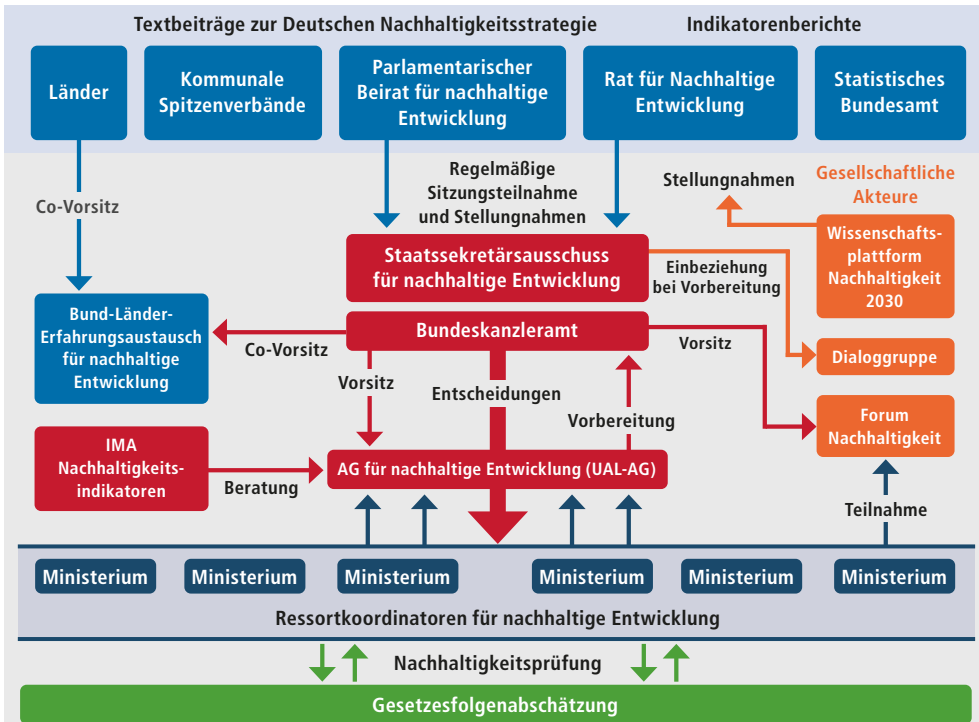 Textbeiträge zur Deutschen Nachhaltigkeitsstrategie
Indikatorenberichte
Länder
Kommunale
Spitzenverbände
Parlamentarischer
Beirat für nachhaltige
Entwicklung
Rat für Nachhaltige
Entwicklung
Statistisches
Bundesamt
Co-Vorsitz
Regelmäßige
Sitzungsteilnahme
und Stellungnahmen
Stellungnahmen
Gesellschaftliche
Akteure
Wissenschafts-
plattform
Nachhaltigkeit
2030
Staatssekretärsausschuss
für nachhaltige Entwicklung
Einbeziehung
bei Vorbereitung
Bund-Länder-
Erfahrungsaustausch
für nachhaltige
Entwicklung
Co-Vorsitz
Bundeskanzleramt
Vorsitz
Dialoggruppe
Vorsitz
Entscheidungen
Vorbereitung
Forum
Nachhaltigkeit
IMA
Nachhaltigkeits-
indikatoren
Beratung
AG für nachhaltige Entwicklung (UAL-AG)
Teilnahme
Ministerium
Ministerium
Ministerium
Ministerium
Ministerium
Ministerium
Ressortkoordinatoren für nachhaltige Entwicklung
Nachhaltigkeitsprüfung
Gesetzesfolgenabschätzung